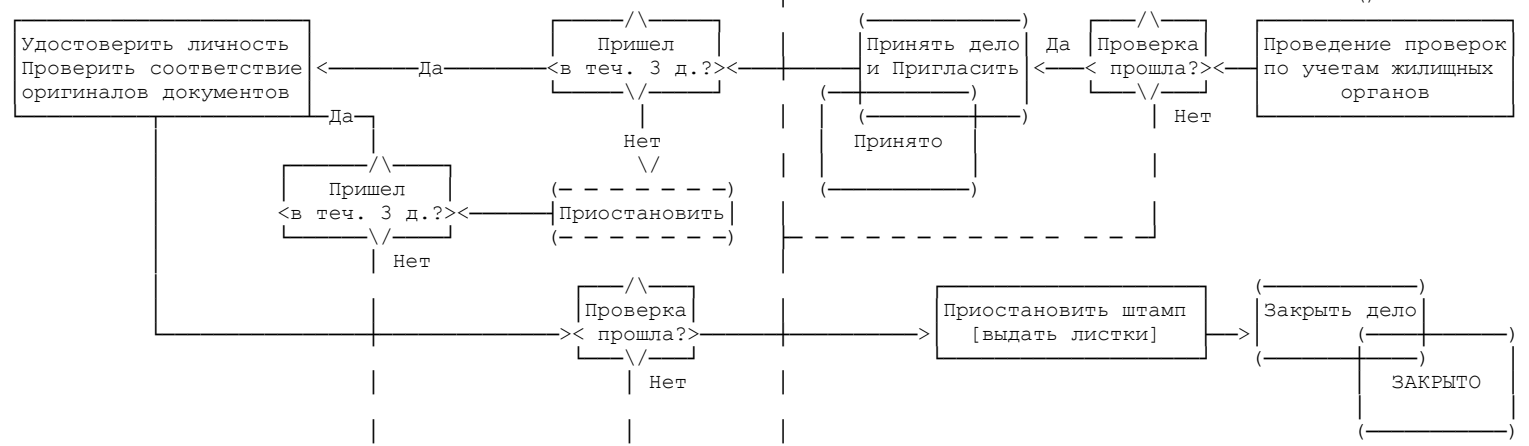 Удостоверить личность
Проверить соответствие
оригиналов документов
Да
Пришел
в теч. 3 д.?
Принять дело
и Пригласить
Да
Проверка
прошла?
Проведение проверок
по учетам жилищных
органов
Да
Нет
Принято
Нет
Пришел
в теч. 3 д.?
Приостановить
Нет
Проверка
прошла?
Приостановить штамп
[выдать листки]
Закрыть дело
Нет
ЗАКРЫТО